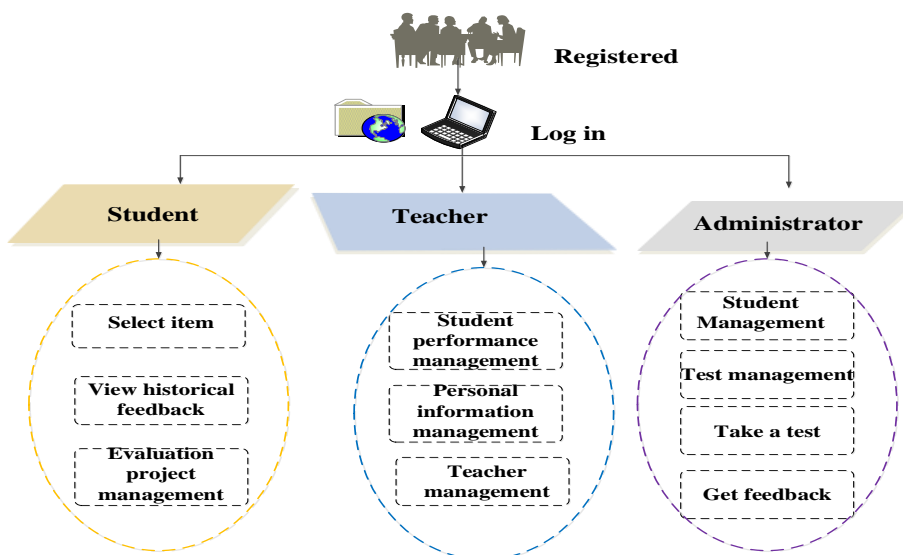 Registered
Log in
Student
Teacher
Administrator
Select item
View historical
feedback
Evaluation
project
management
Student
performance
management
Personal
information
management
Teacher
management
Student
Management
Test management
Take a test
Get feedback